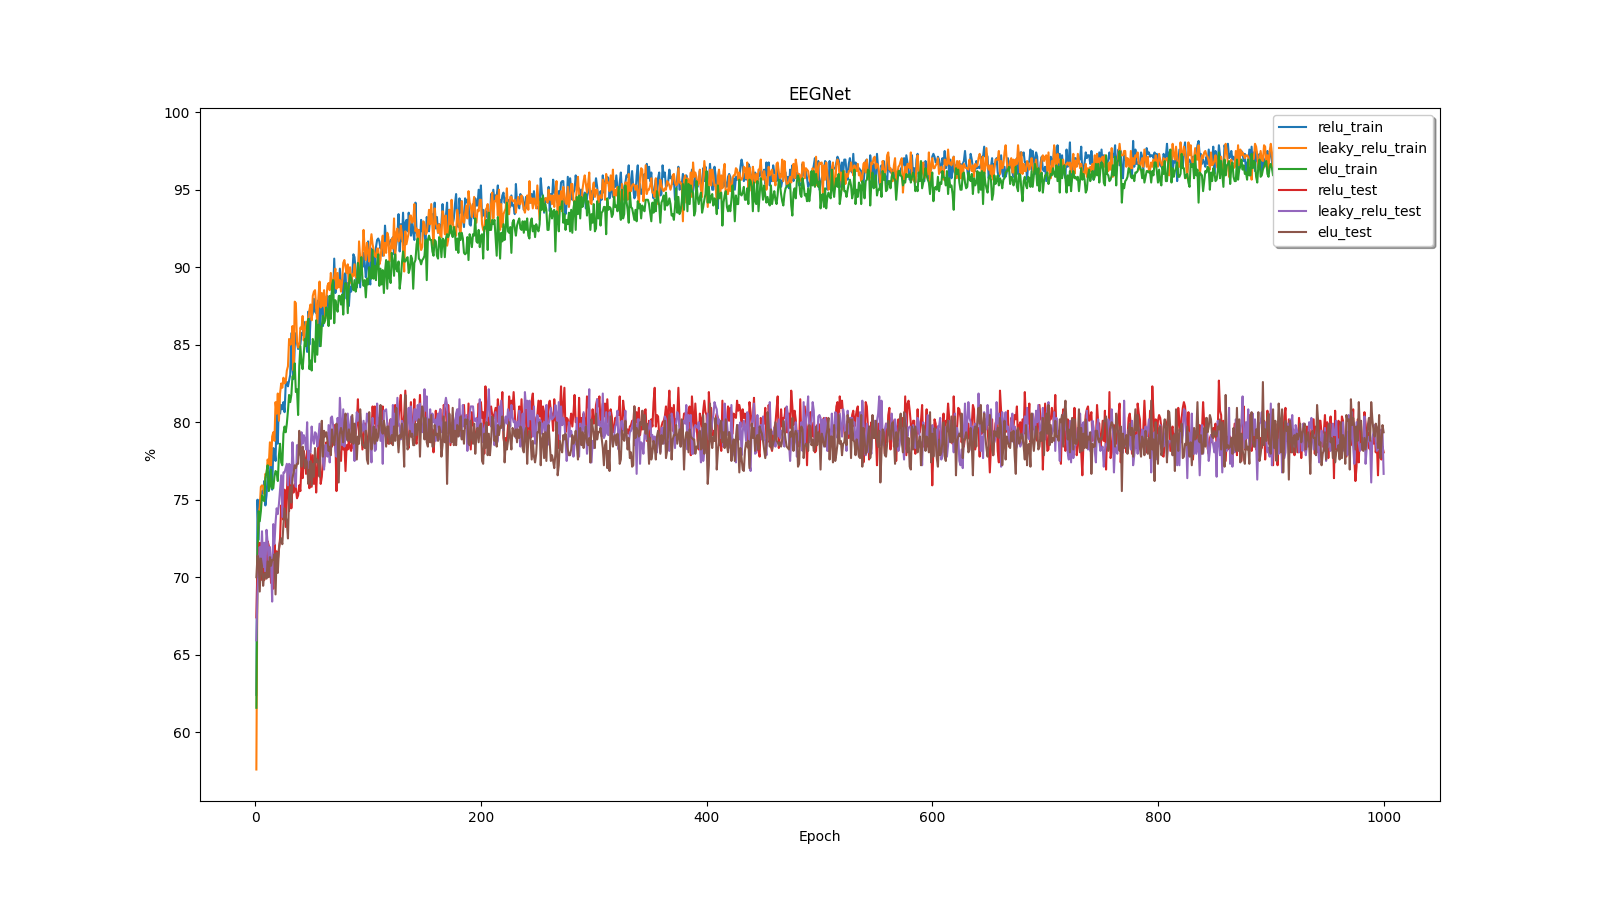 EEGNet
100
95
90
85
80
75
70
65
60
%
relu_train
leaky_relu_train
elu_train
relu_test
leaky_relu_test
elu_test
0 200 400 600 800 1000
Epoch